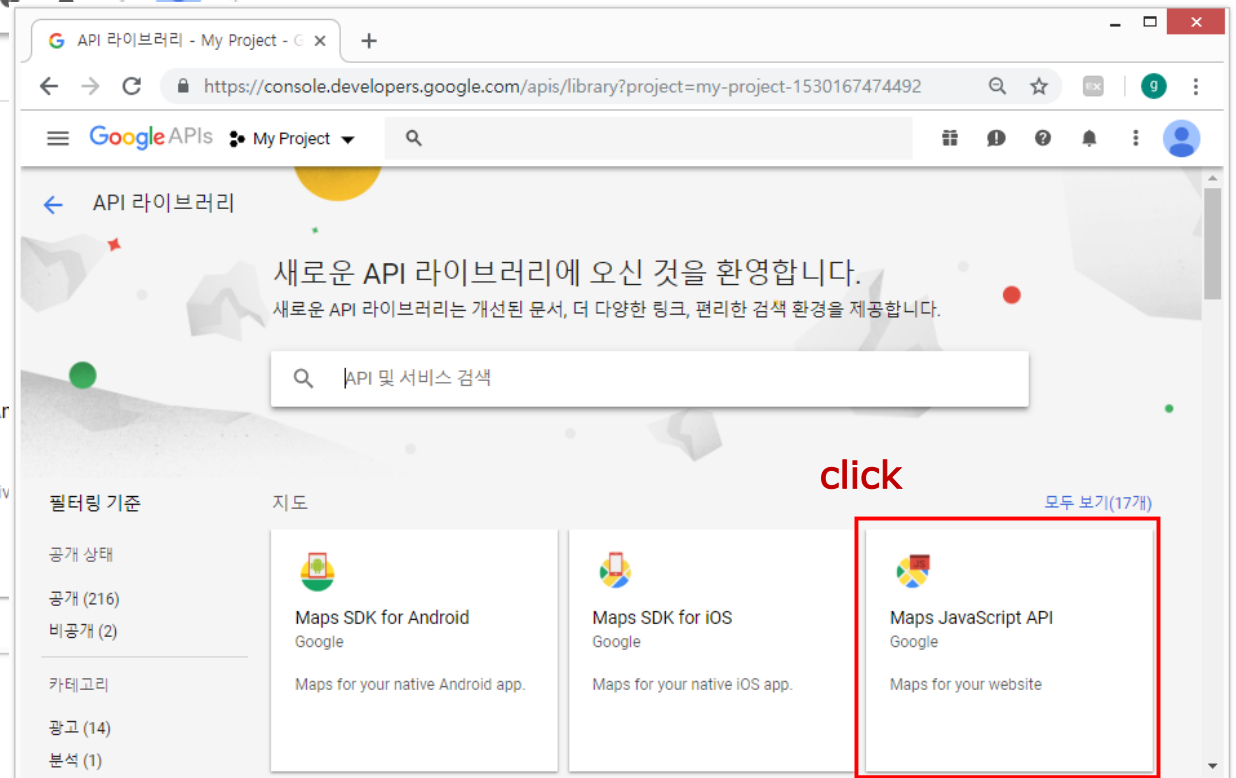 API 라이브러리 - My Project - G
https://console.developers.google.com/apis/library?project=my-project-1530167474492
EX
g
Google APIs
My Project
API 라이브러리
새로운 API 라이브러리에 오신 것을 환영합니다.
새로운 API 라이브러리는 개선된 문서, 더 다양한 링크, 편리한 검색 환경을 제공합니다.
API 및 서비스 검색
click
필터링 기준
지도
모두 보기(17개)
공개 상태
공개 (216)
비공개 (2)
카테고리
광고 (14)
분석 (1)
Maps SDK for Android
Google
Maps for your native Android app.
Maps SDK for iOS
Google
Maps for your native iOS app.
JS
Maps JavaScript API
Google
Maps for your website